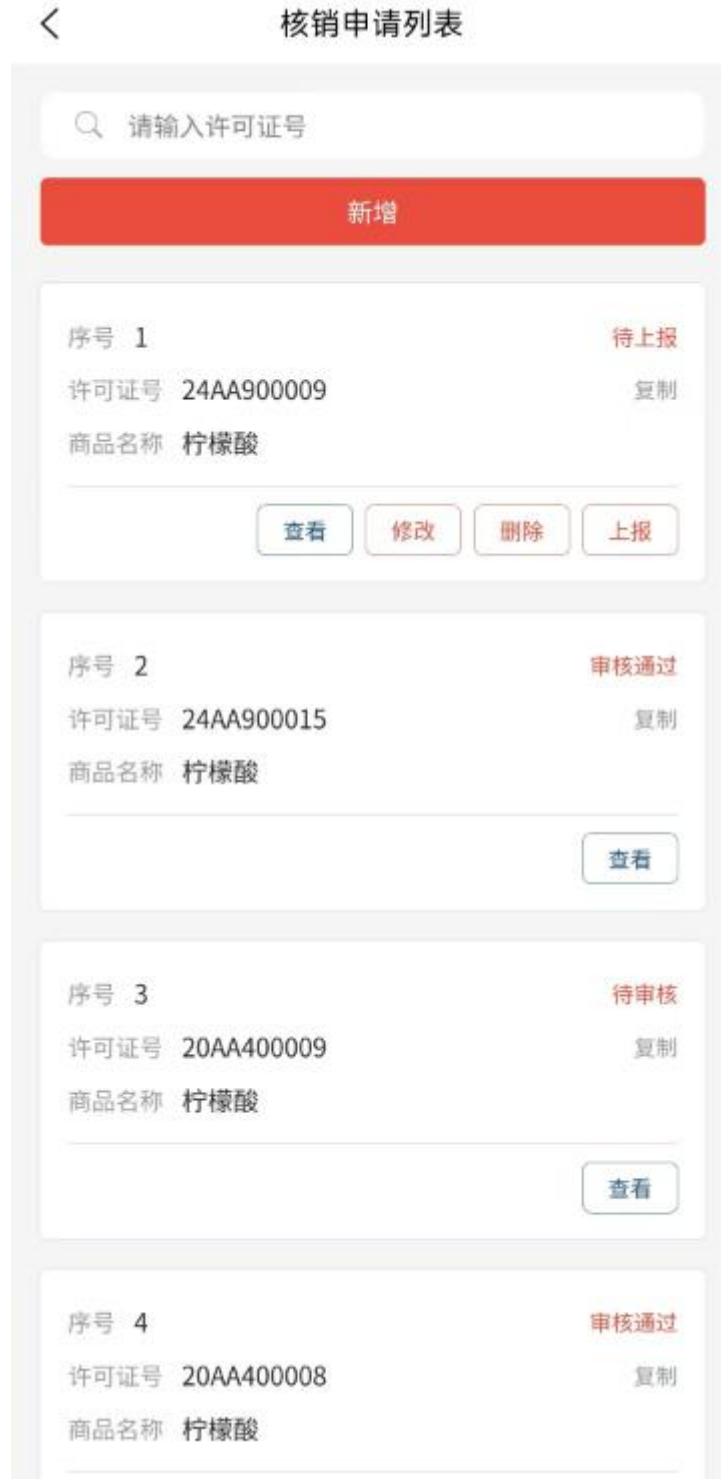 核销申请列表
请输入许可证号
新增
序号 1 待上报
许可证号 24AA900009 复制
商品名称 柠檬酸
查看 修改 删除 上报
序号 2 审核通过
许可证号 24AA900015 复制
商品名称 柠檬酸
查看
序号 3 待审核
许可证号 20AA400009 复制
商品名称 柠檬酸
查看
序号 4 审核通过
许可证号 20AA400008 复制
商品名称 柠檬酸